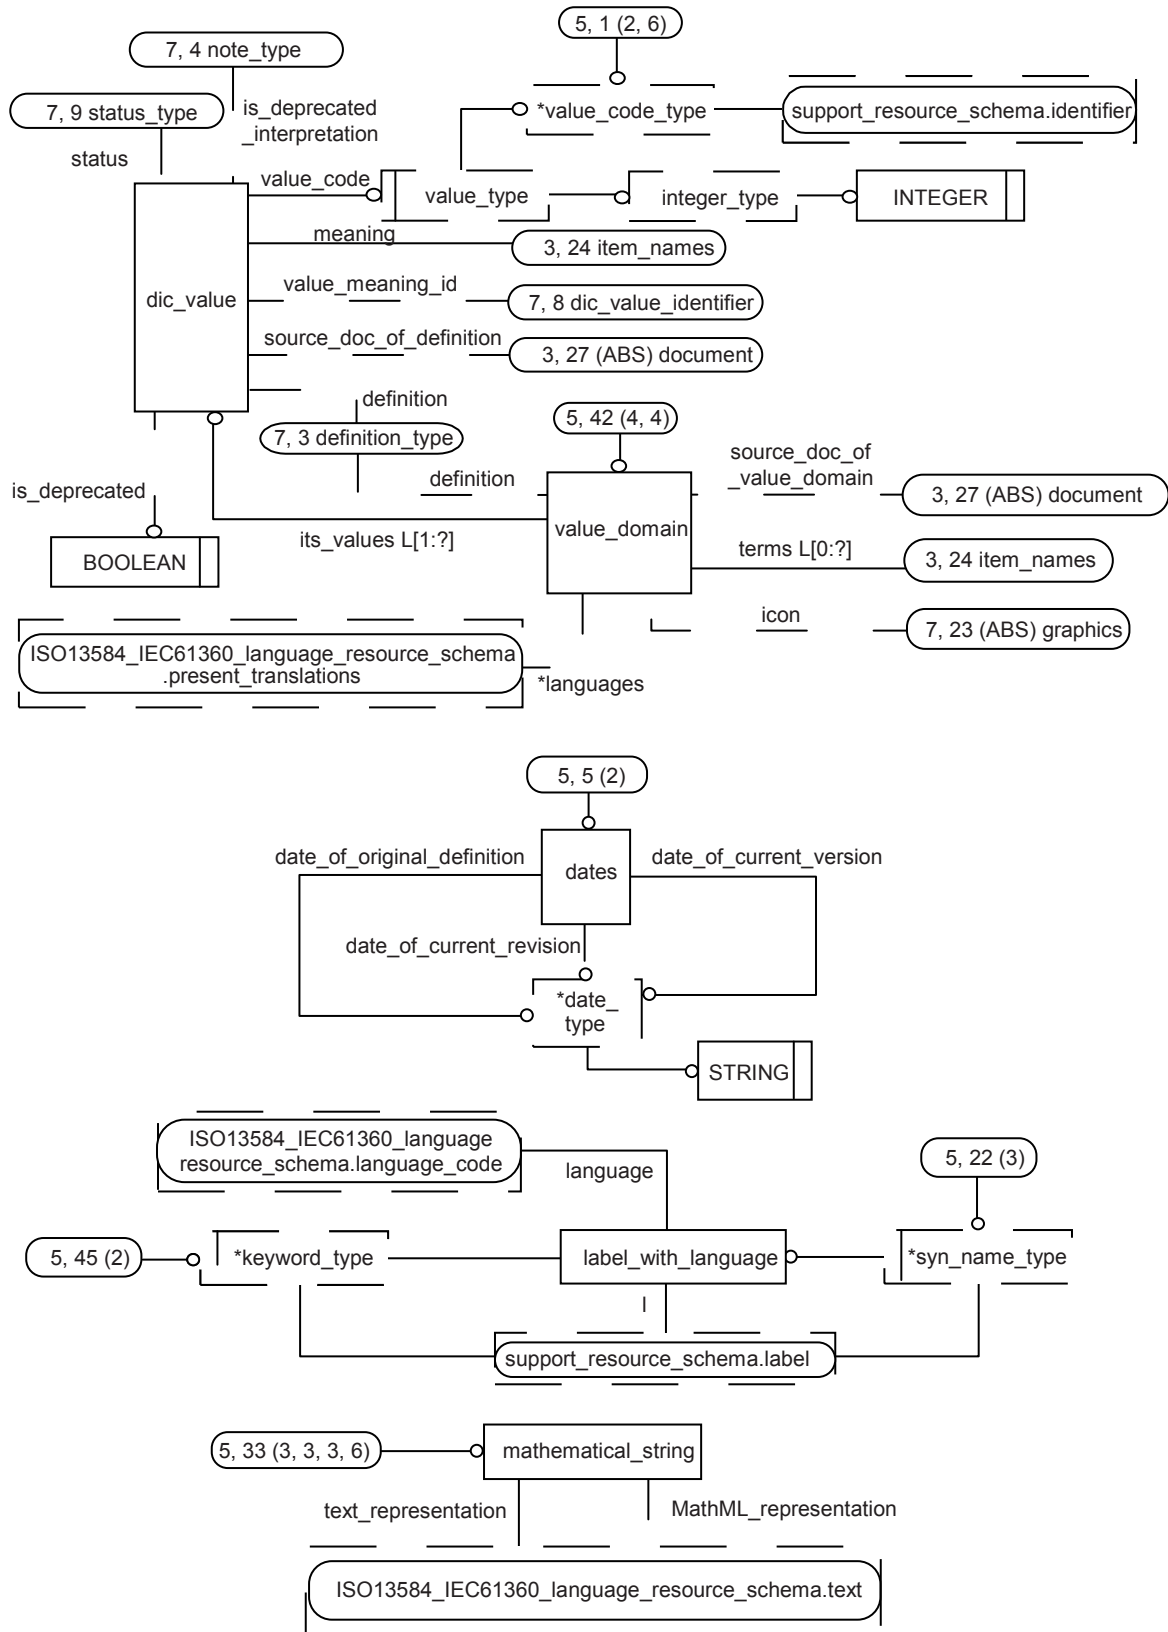 5, 1 (2, 6)
7, 4 note_type
7, 9 status_type
is_deprecated
_interpretation
*value_code_type
support_resource_schema.identifier
status
value_code
value_type
integer_type
INTEGER
meaning
3, 24 item_names
dic_value
value_meaning_id
7, 8 dic_value_identifier
source_doc_of_definition
3, 27 (ABS) document
definition
5, 42 (4, 4)
7, 3 definition_type
source_doc_of
_value_domain
is_deprecated
definition
3, 27 (ABS) document
value_domain
its_values L[1:?]
terms L[0:?]
BOOLEAN
3, 24 item_names
icon
7, 23 (ABS) graphics
ISO13584_IEC61360_language_resource_schema
.present_translations
*languages
5, 5 (2)
date_of_original_definition
date_of_current_version
dates
date_of_current_revision
*date_
type
STRING
ISO13584_IEC61360_language
resource_schema.language_code
language
5, 22 (3)
5, 45 (2)
*keyword_type
label_with_language
*syn_name_type
l
support_resource_schema.label
5, 33 (3, 3, 3, 6)
mathematical_string
text_representation
MathML_representation
ISO13584_IEC61360_language_resource_schema.text